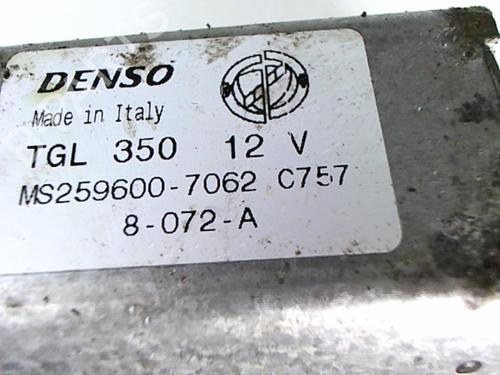 DENSO
Made in Italy
TGL 350 12 V
MS259600-7062 C757
8-072-A